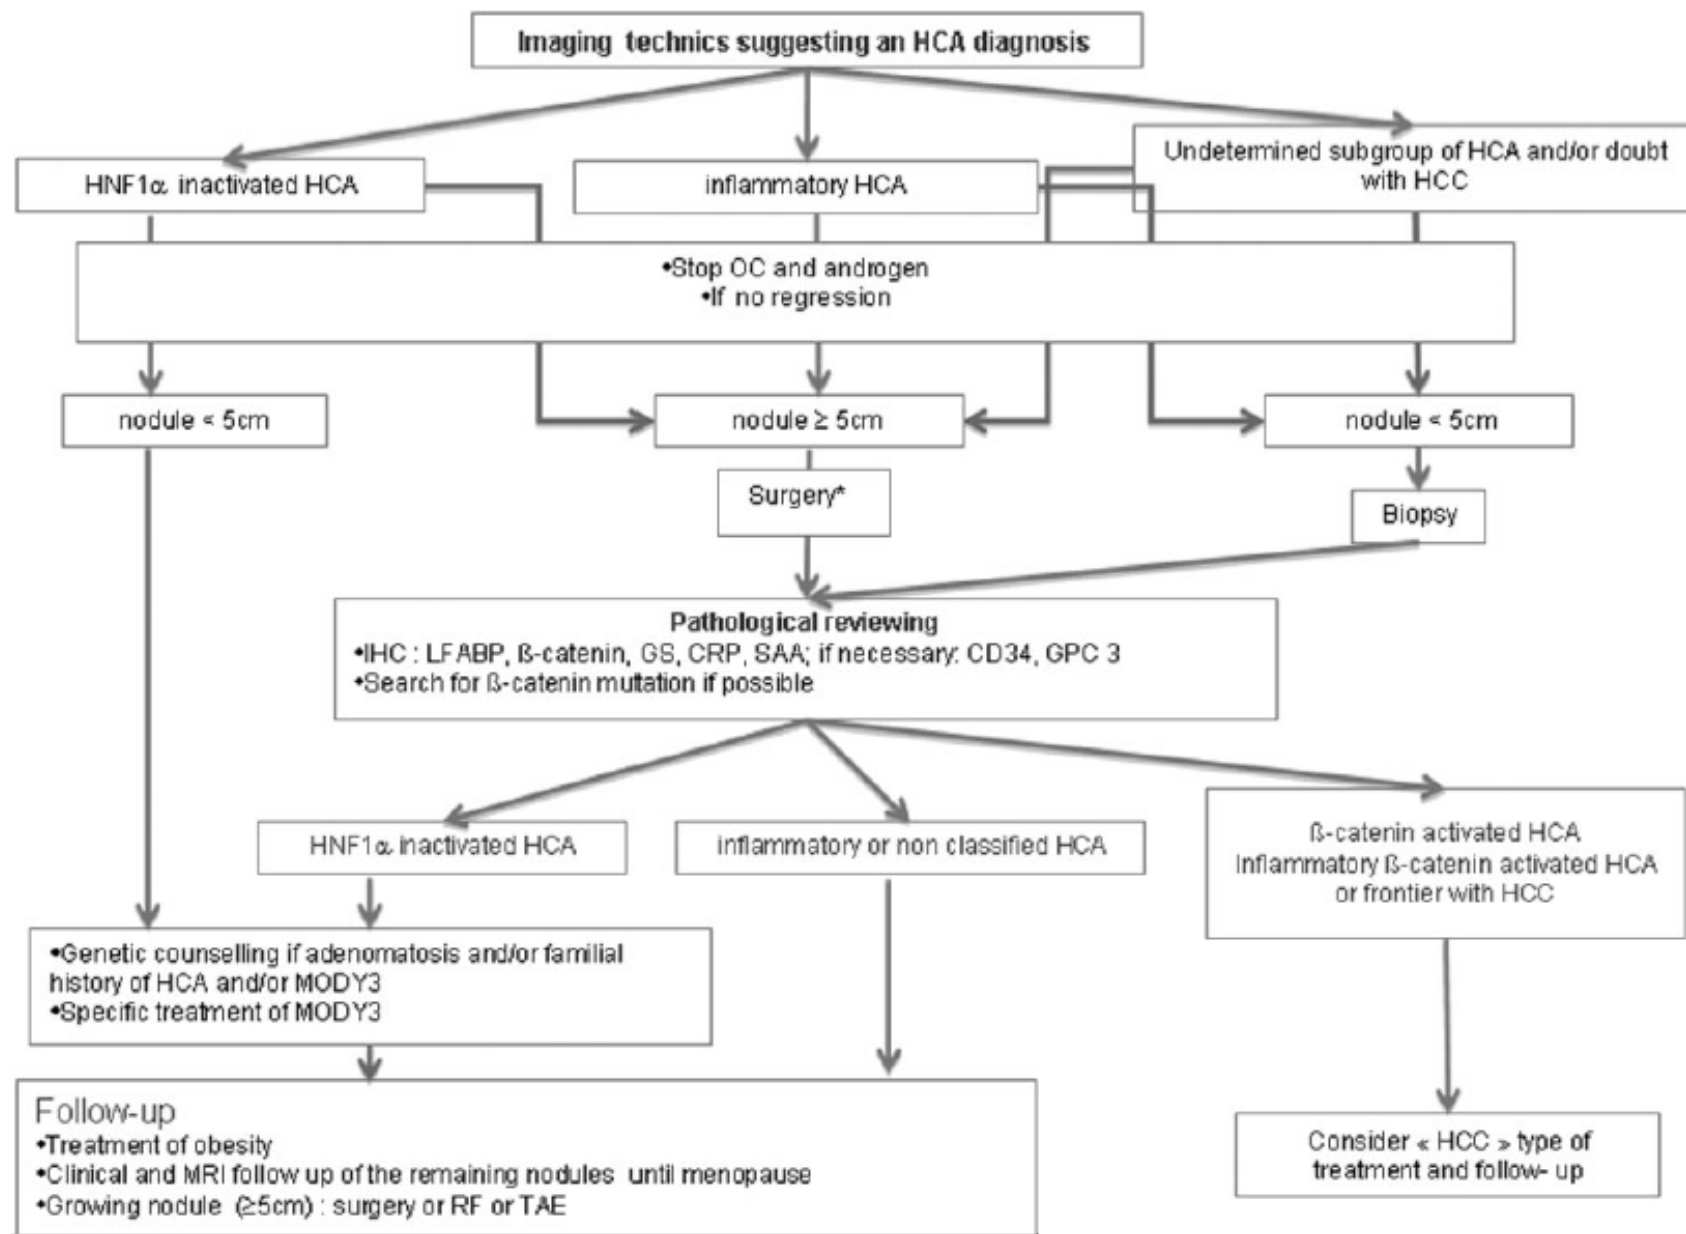 Imaging technics suggesting an HCA diagnosis
HNF1α inactivated HCA
inflammatory HCA
Undetermined subgroup of HCA and/or doubt
with HCC
•Stop OC and androgen
•If no regression
nodule < 5cm
nodule ≥ 5cm
nodule < 5cm
Surgery*
Biopsy
Pathological reviewing
•IHC : LFABP, ß-catenin, GS, CRP, SAA; if necessary: CD34, GPC 3
•Search for ß-catenin mutation if possible
HNF1α inactivated HCA
inflammatory or non classified HCA
ß-catenin activated HCA
Inflammatory ß-catenin activated HCA
or frontier with HCC
•Genetic counselling if adenomatosis and/or familial
history of HCA and/or MODY3
•Specific treatment of MODY3
Follow-up
•Treatment of obesity
•Clinical and MRI follow up of the remaining nodules until menopause
•Growing nodule (≥5cm) : surgery or RF or TAE
Consider « HCC » type of
treatment and follow- up